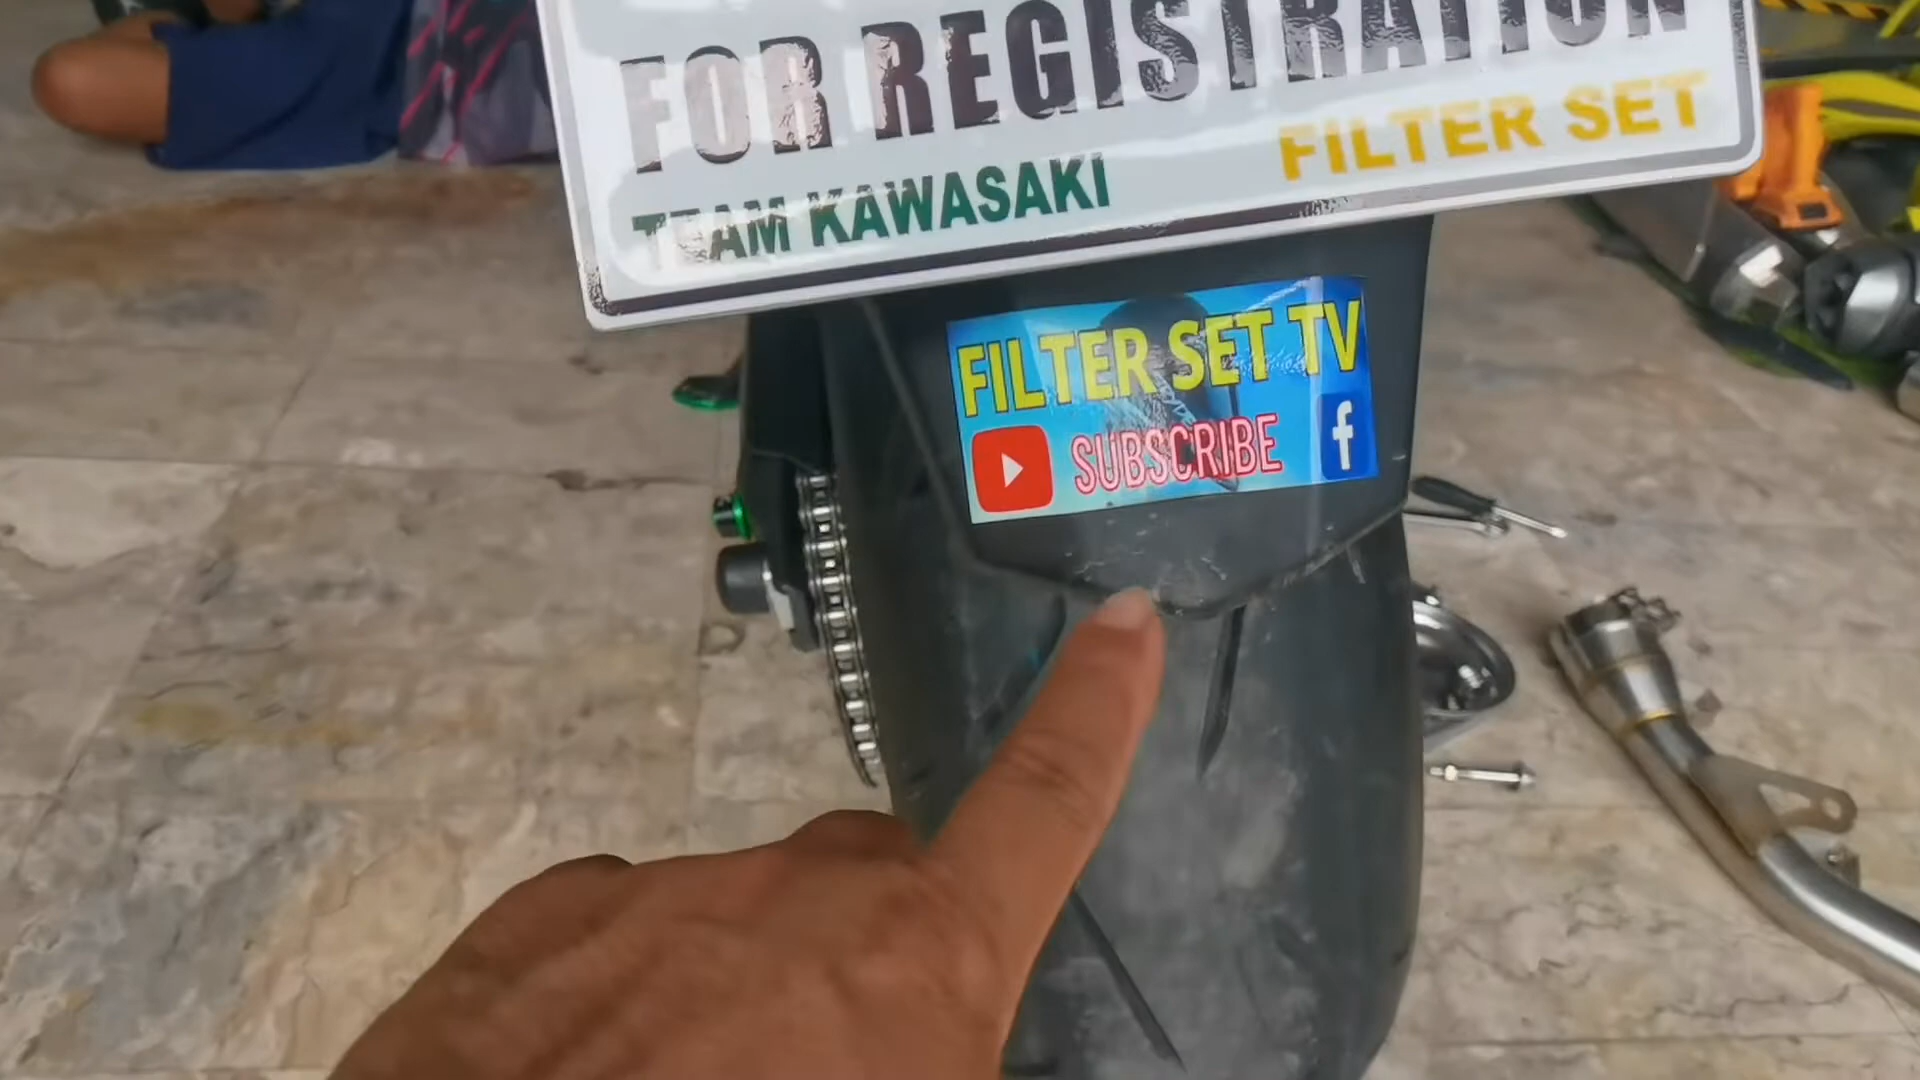 FOR REGISTRATION
TEAM KAWASAKI
FILTER SET
FILTER SET TV
SUBSCRIBE
f